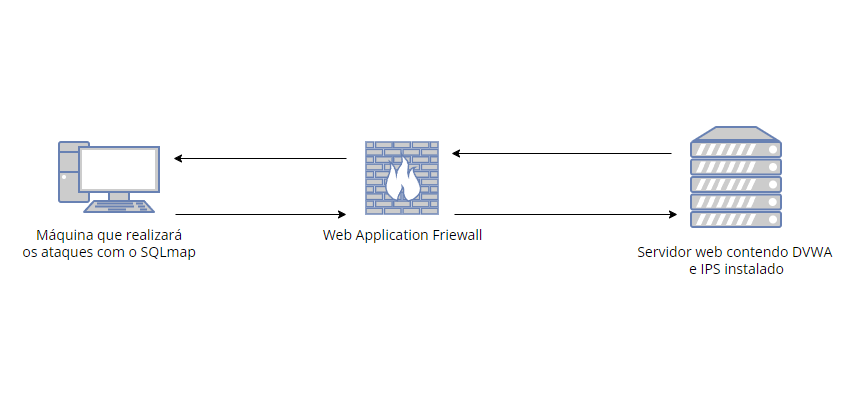 Máquina que realizará
os ataques com o SQLmap
Web Application Friewall
Servidor web contendo DVWA
e IPS instalado